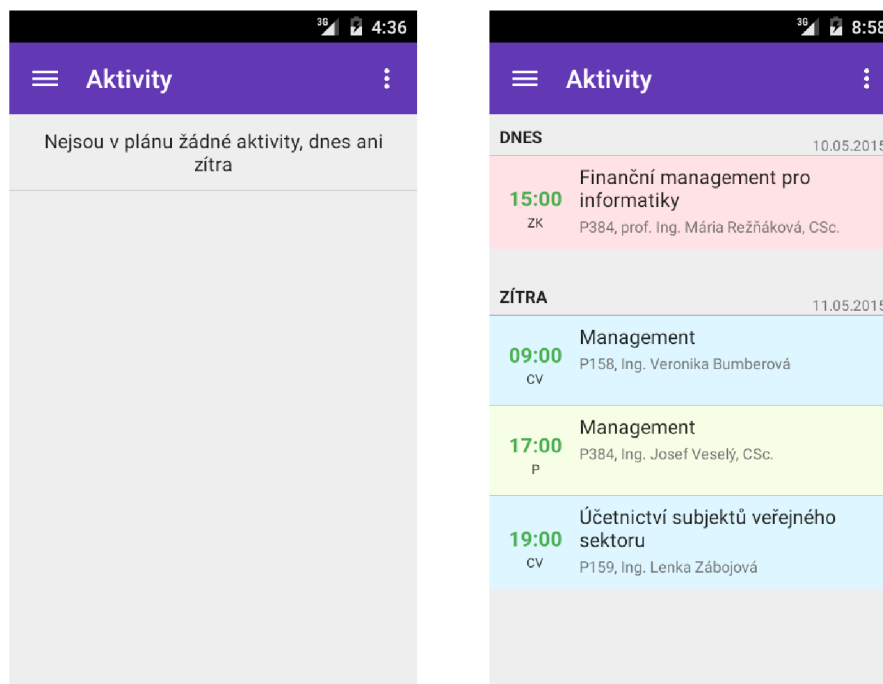 3G 4:36
Aktivity
Nejsou v plánu žádné aktivity, dnes ani
zítra
3G 8:58
Aktivity
DNES
10.05.2015
15:00
ZK
Finanční management pro
informatiky
P384, prof. Ing. Mária Režňáková, CSc.
ZÍTRA
11.05.2015
09:00
CV
Management
P158, Ing. Veronika Bumberová
17:00
P
Management
P384, Ing. Josef Veselý, CSc.
19:00
CV
Účetnictví subjektů veřejného
sektoru
P159, Ing. Lenka Zábojová